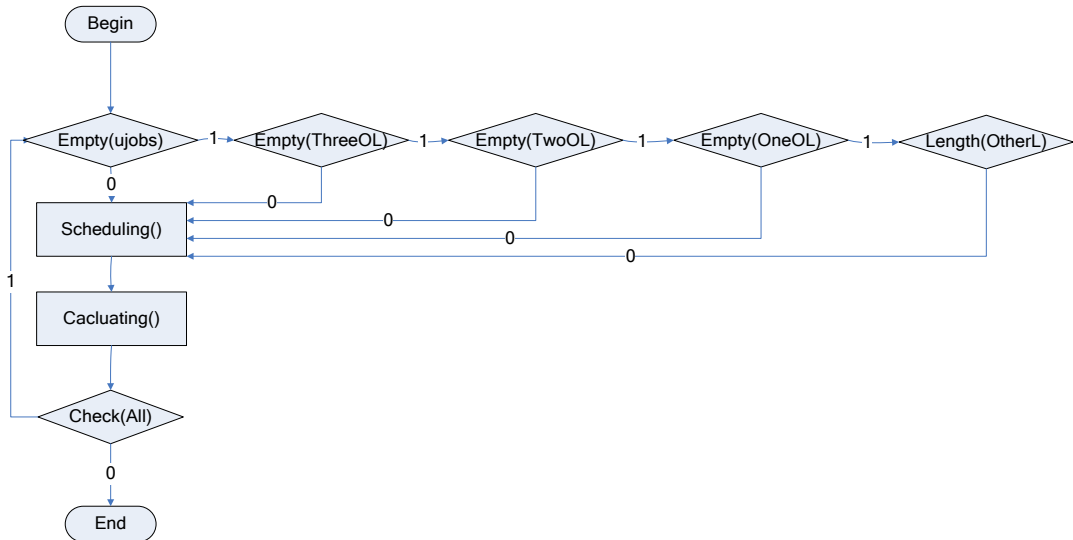 Begin
Empty(ujobs)
1
Empty(ThreeOL)
1
Empty(TwoOL)
1
Empty(OneOL)
1
Length(OtherL)
0
0
0
0
0
Scheduling()
1
Cacluating()
Check(All)
0
End